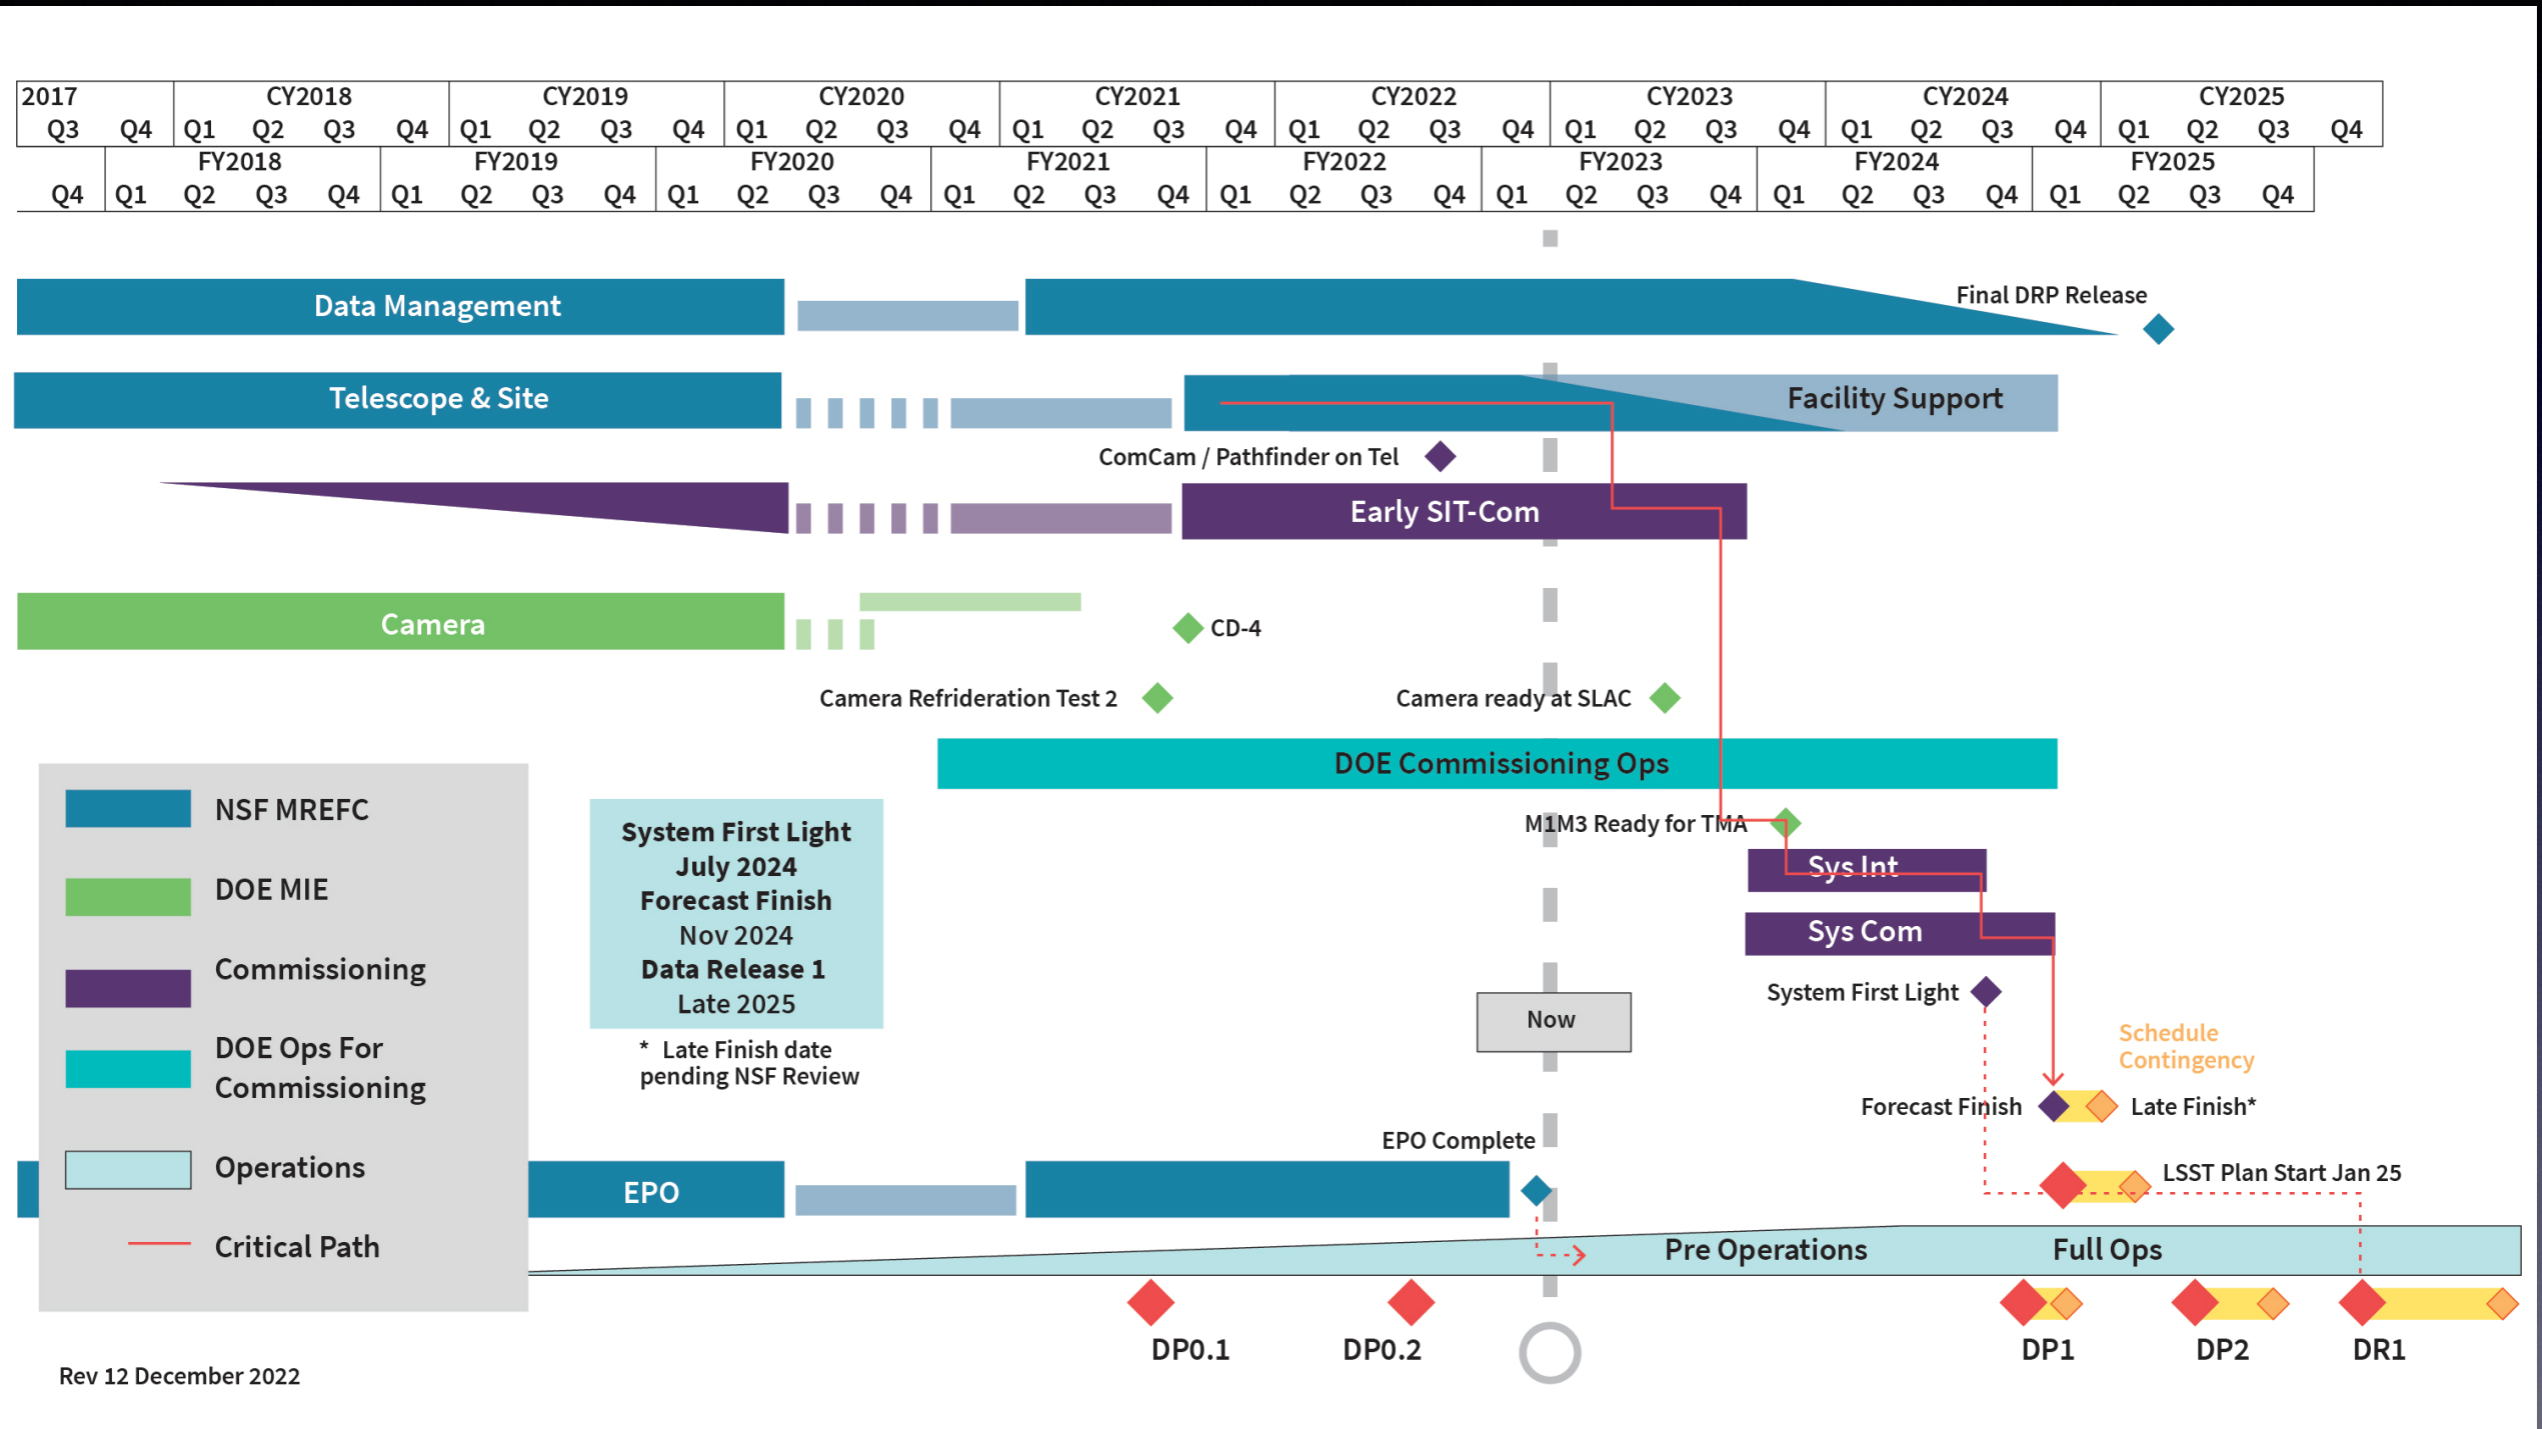 2017 CY2018 CY2019 CY2020 CY2021 CY2022 CY2023 CY2024 CY2025
Q3 Q4 Q1 Q2 Q3 Q4 Q1 Q2 Q3 Q4 Q1 Q2 Q3 Q4 Q1 Q2 Q3 Q4 Q1 Q2 Q3 Q4 Q1 Q2 Q3 Q4 Q1 Q2 Q3 Q4 Q1 Q2 Q3 Q4
FY2018 FY2019 FY2020 FY2021 FY2022 FY2023 FY2024 FY2025
Q4 Q1 Q2 Q3 Q4 Q1 Q2 Q3 Q4 Q1 Q2 Q3 Q4 Q1 Q2 Q3 Q4 Q1 Q2 Q3 Q4 Q1 Q2 Q3 Q4 Q1 Q2 Q3 Q4 Q1 Q2 Q3 Q4
Data Management
Final DRP Release
Telescope & Site
Facility Support
ComCam / Pathfinder on Tel
Early SIT-Com
Camera
CD-4
Camera Refrideration Test 2
Camera ready at SLAC
DOE Commissioning Ops
M1M3 Ready for TMA
Sys Int
Sys Com
System First Light
Now
Schedule
Contingency
Forecast Finish
Late Finish*
NSF MREFC
DOE MIE
Commissioning
DOE Ops For
Commissioning
Operations
Critical Path
System First Light
July 2024
Forecast Finish
Nov 2024
Data Release 1
Late 2025
* Late Finish date
pending NSF Review
EPO Complete
EPO
LSST Plan Start Jan 25
Pre Operations
Full Ops
DP0.1
DP0.2
DP1
DP2
DR1
Rev 12 December 2022